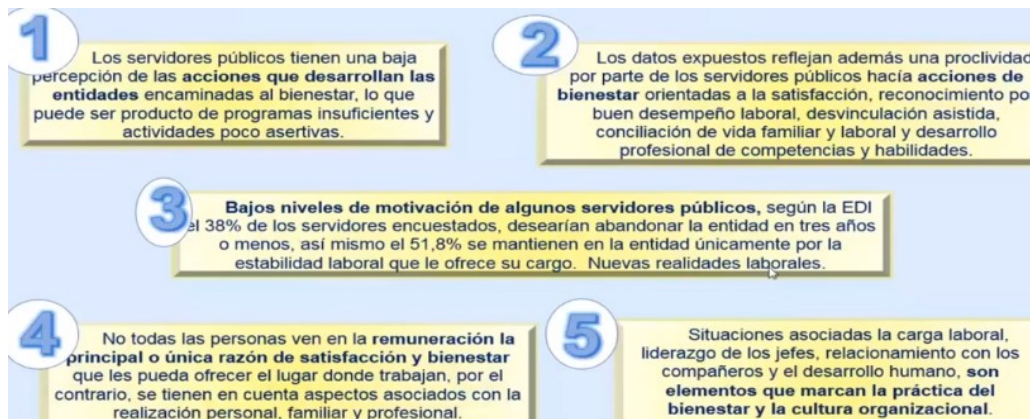 1
Los servidores públicos tienen una baja
percepción de las acciones que desarrollan las
entidades encaminadas al bienestar, lo que
puede ser producto de programas insuficientes y
actividades poco asertivas.
2
Los datos expuestos reflejan además una proclividad
por parte de los servidores públicos hacía acciones de
bienestar orientadas a la satisfacción, reconocimiento po
buen desempeño laboral, desvinculación asistida,
conciliación de vida familiar y laboral y desarrollo
profesional de competencias y habilidades.
3
Bajos niveles de motivación de algunos servidores públicos, según la EDI
el 38% de los servidores encuestados, desearían abandonar la entidad en tres años
o menos, así mismo el 51,8% se mantienen en la entidad únicamente por la
estabilidad laboral que le ofrece su cargo. Nuevas realidades laborales.
4
No todas las personas ven en la remuneración la
principal o única razón de satisfacción y bienestar
que les pueda ofrecer el lugar donde trabajan, por el
contrario, se tienen en cuenta aspectos asociados con la
realización personal, familiar y profesional.
5
Situaciones asociadas la carga laboral,
liderazgo de los jefes, relacionamiento con los
compañeros y el desarrollo humano, son
elementos que marcan la práctica del
bienestar y la cultura organizacional.